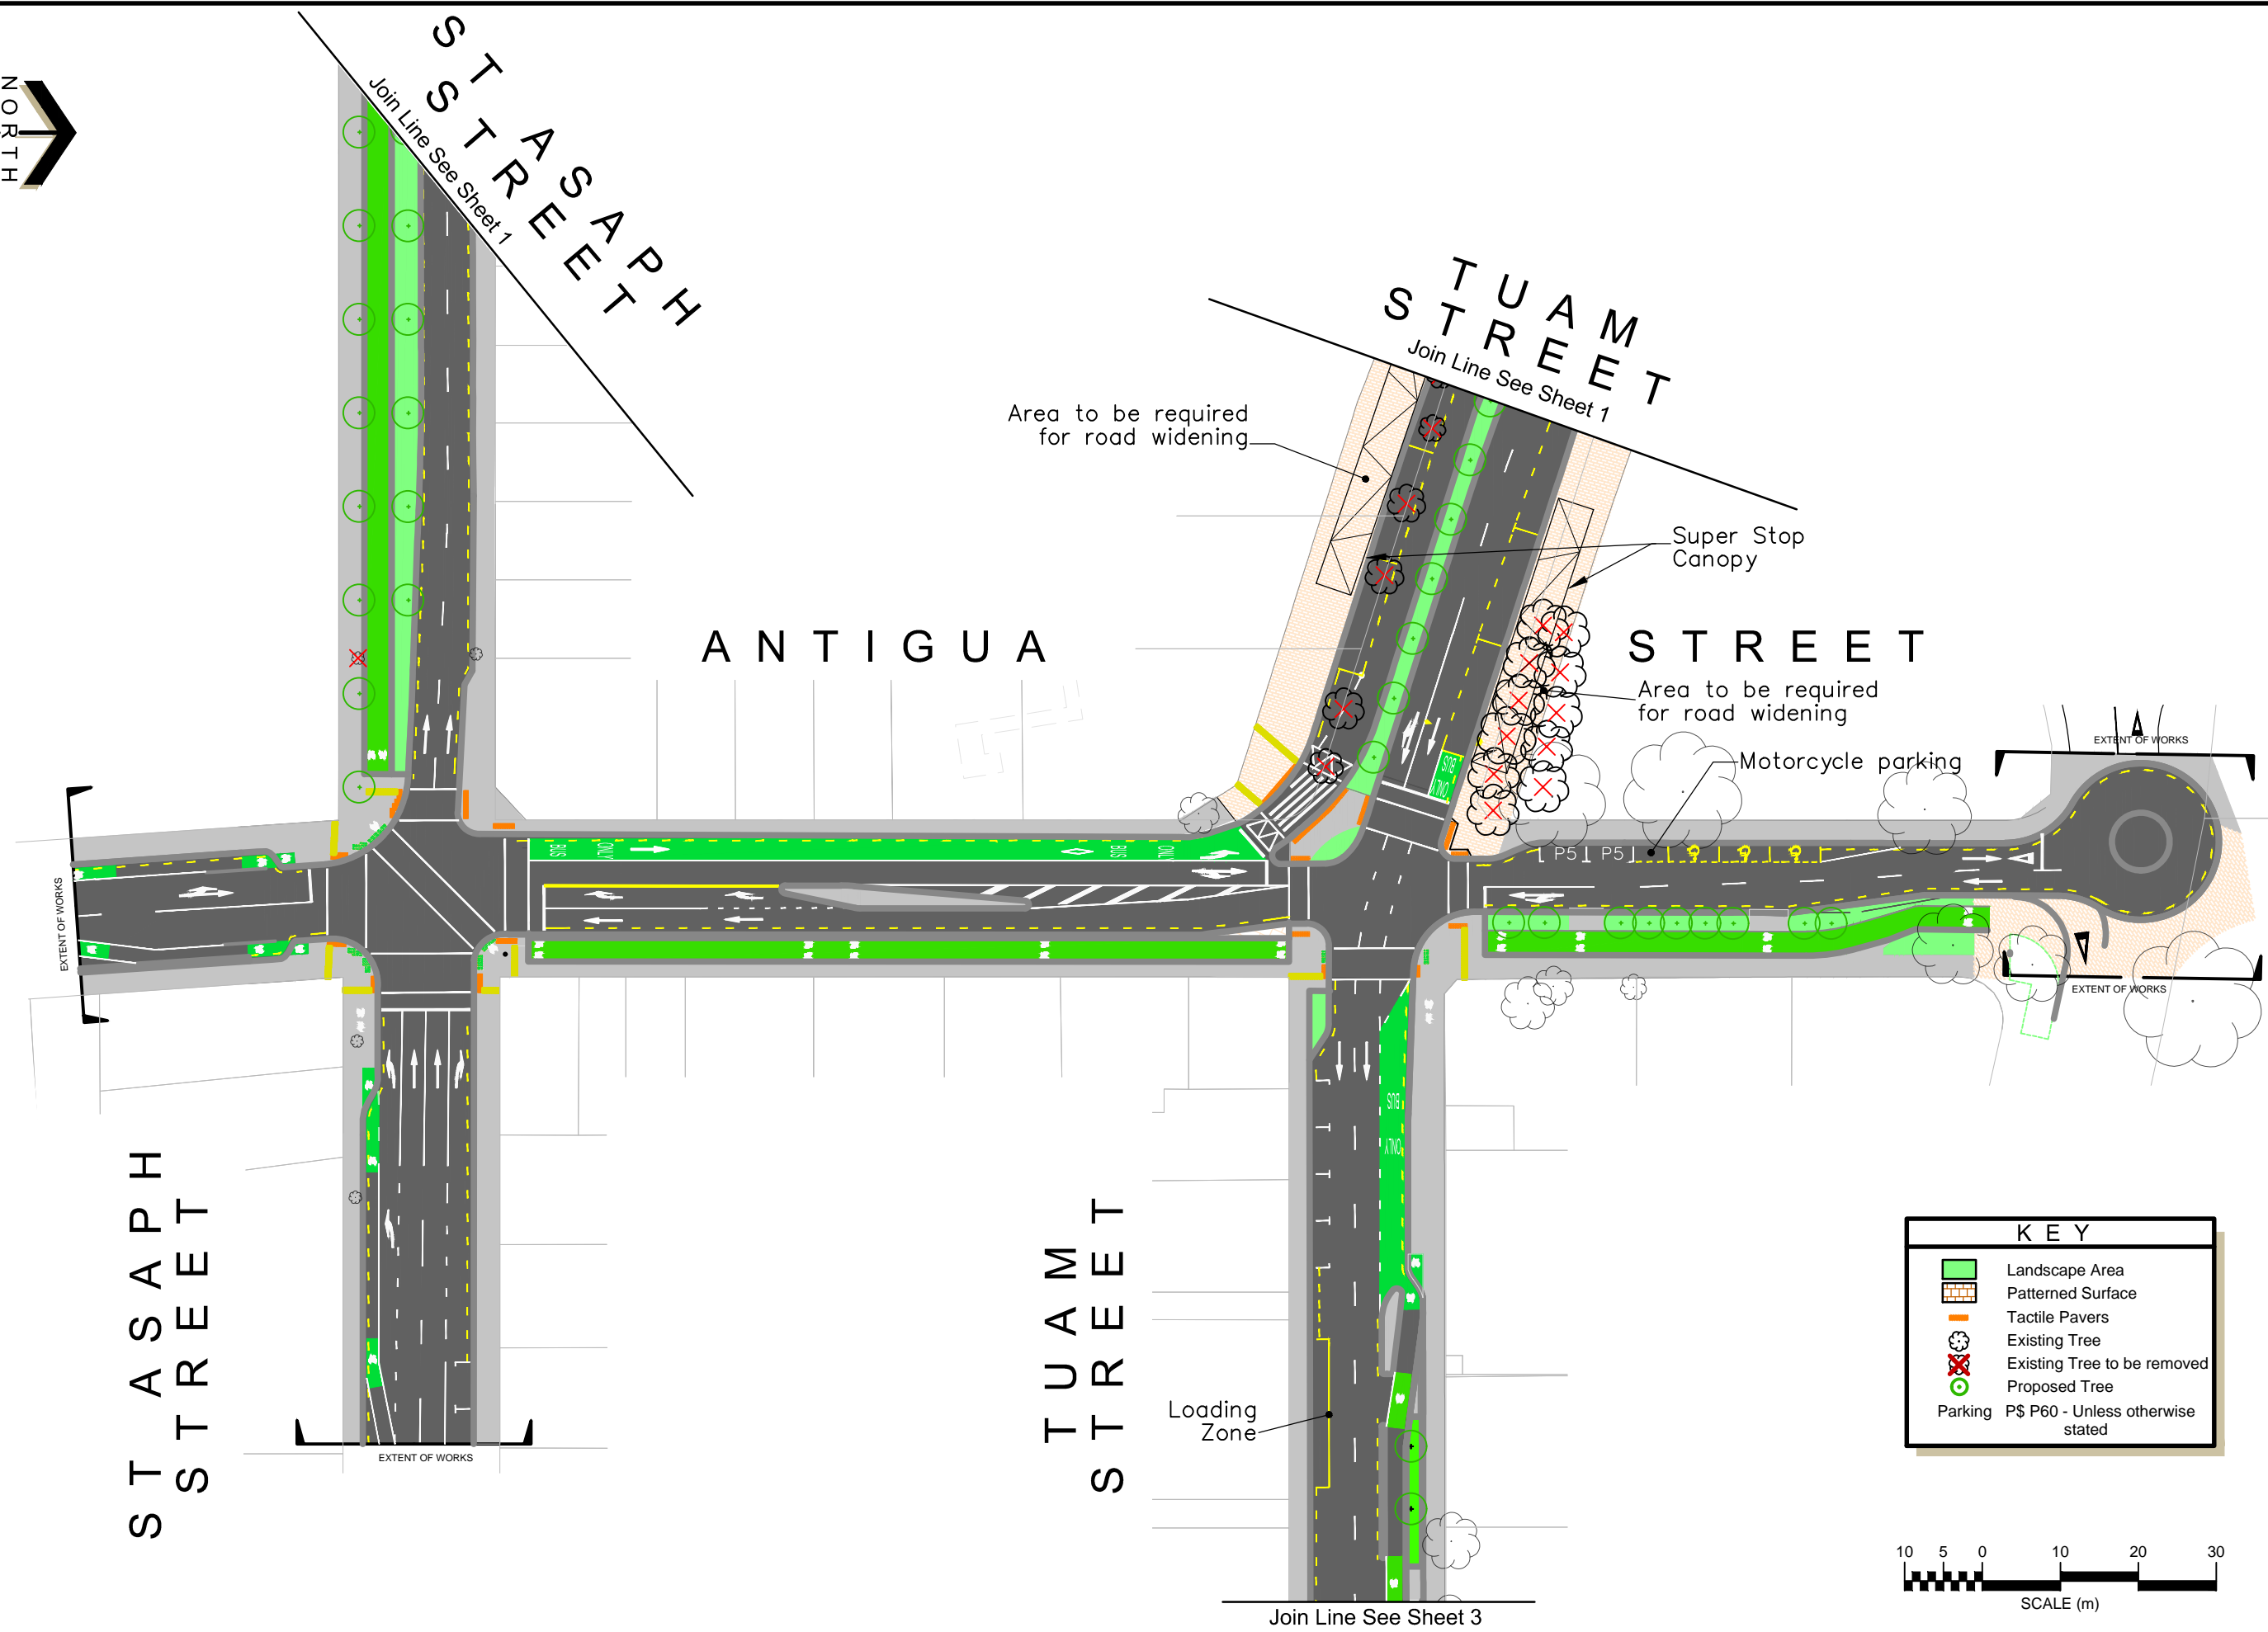 NORTH
ST ASAPH
STREET
Join Line See Sheet 1
TUAM
STREET
Join Line See Sheet 1
Area to be required
for road widening
Super Stop
Canopy
ANTIGUA
STREET
Area to be required
for road widening
Motorcycle parking
EXTENT OF WORKS
BUS
ONLY
BUS
ONLY
BUS
ONLY
P5
P5
EXTENT OF WORKS
EXTENT OF WORKS
BUS
ONLY
ST ASAPH
STREET
TUAM
STREET
Loading
Zone
EXTENT OF WORKS
Join Line See Sheet 3
KEY
Landscape Area
Patterned Surface
Tactile Pavers
Existing Tree
Existing Tree to be removed
Proposed Tree
Parking P$ P60 - Unless otherwise
stated
10 5 0 10 20 30
SCALE (m)